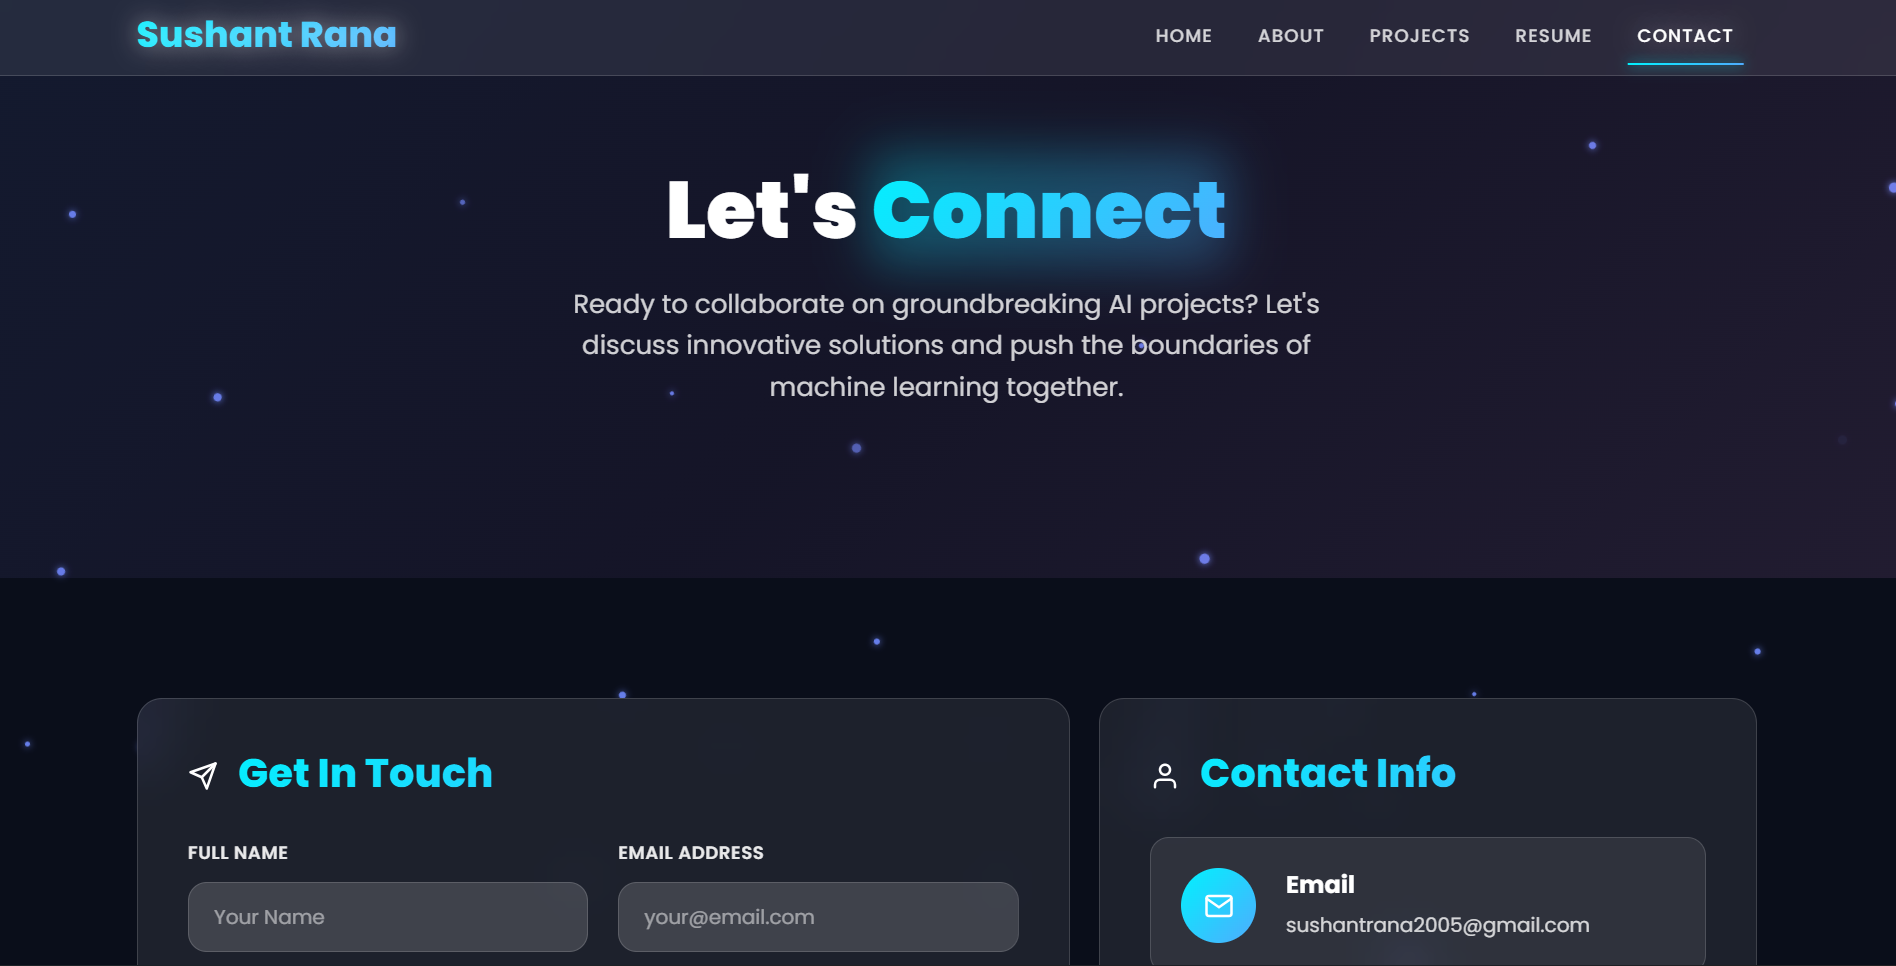 Sushant Rana
HOME ABOUT PROJECTS RESUME CONTACT
Let's Connect
Ready to collaborate on groundbreaking AI projects? Let's
discuss innovative solutions and push the boundaries of
machine learning together.
Get In Touch
FULL NAME
Your Name
EMAIL ADDRESS
your@email.com
Contact Info
Email
sushantrana2005@gmail.com